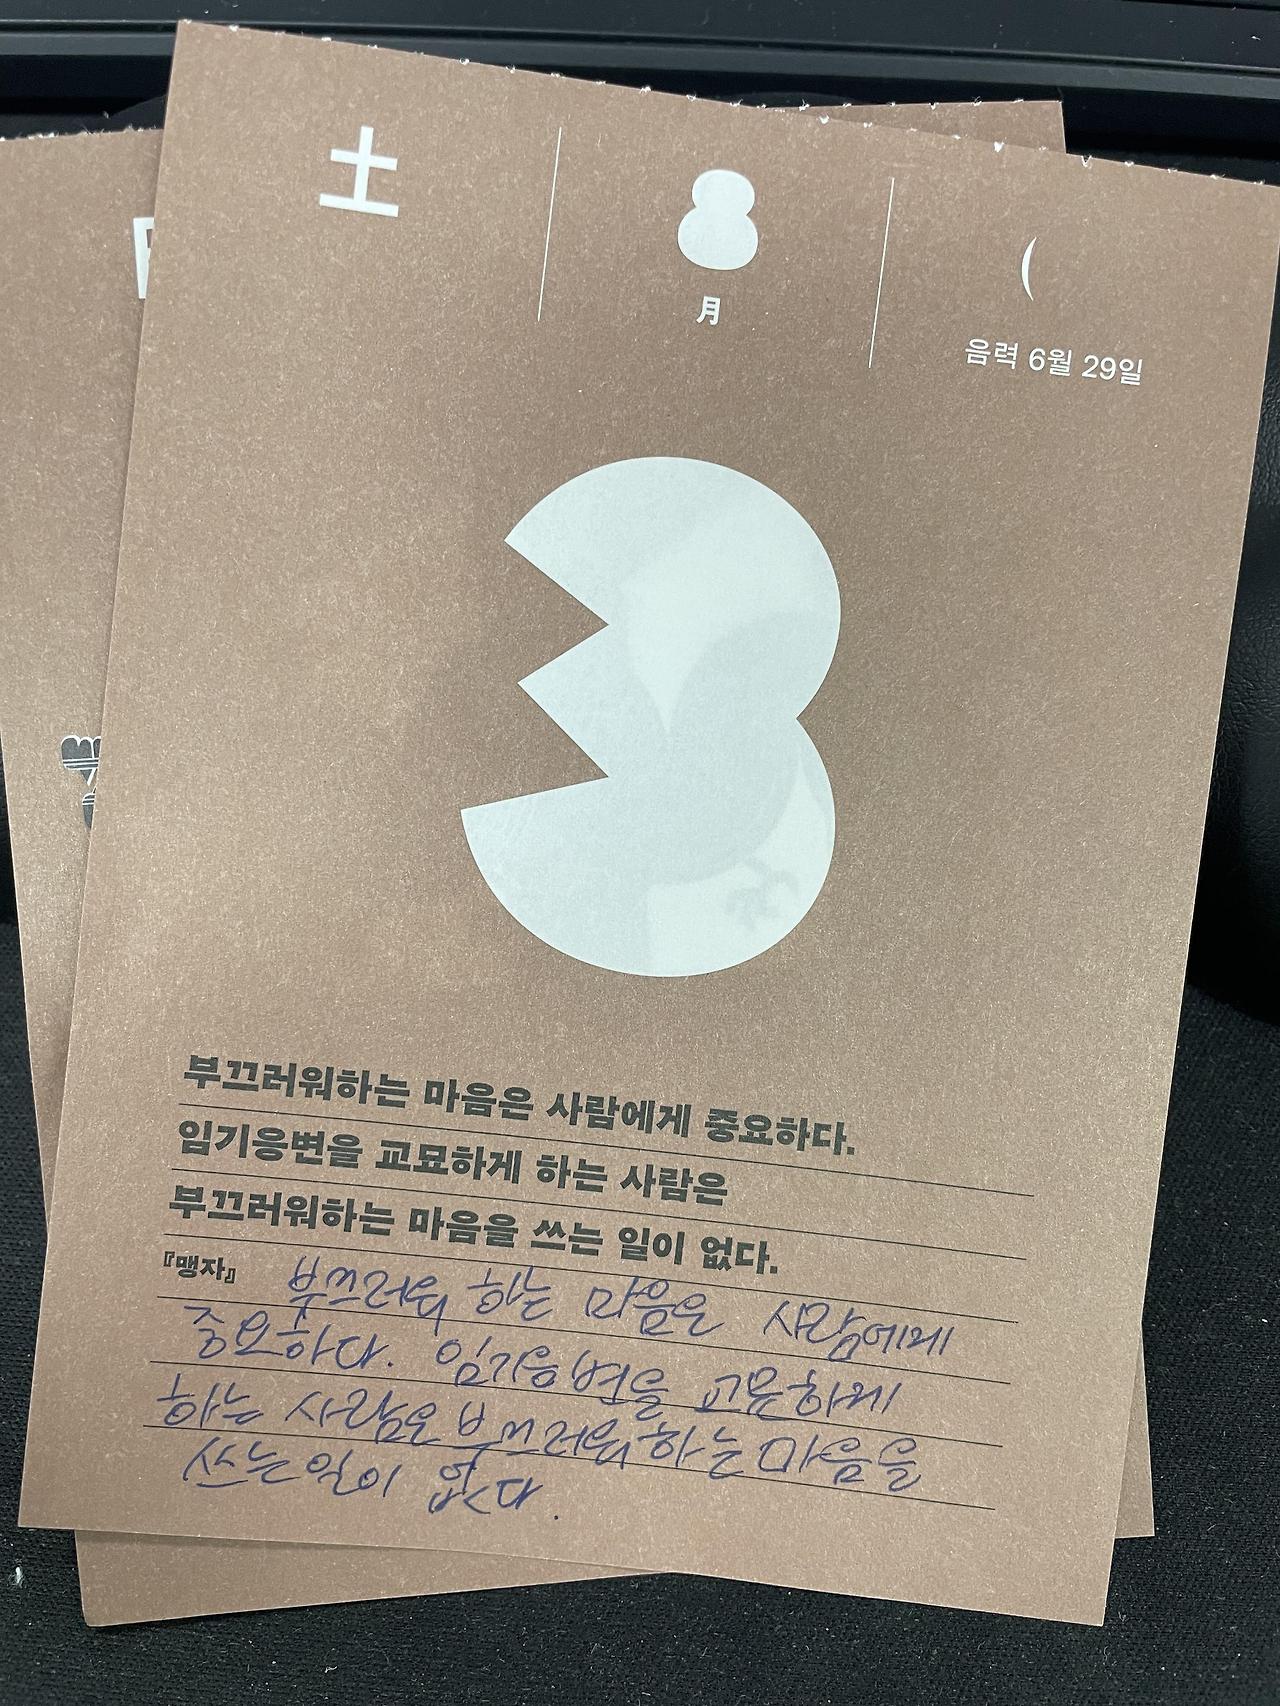 土
8
月
음력 6월 29일
3
부끄러워하는 마음은 사람에게 중요하다.
임기응변을 교묘하게 하는 사람은
부끄러워하는 마음을 쓰는 일이 없다.
『맹자』
부끄러워 하는 마음은 사람에게
중요하다. 임기응변을 교묘하게
하는 사람은 부끄러워하는 마음을
쓰는 일이 없다.